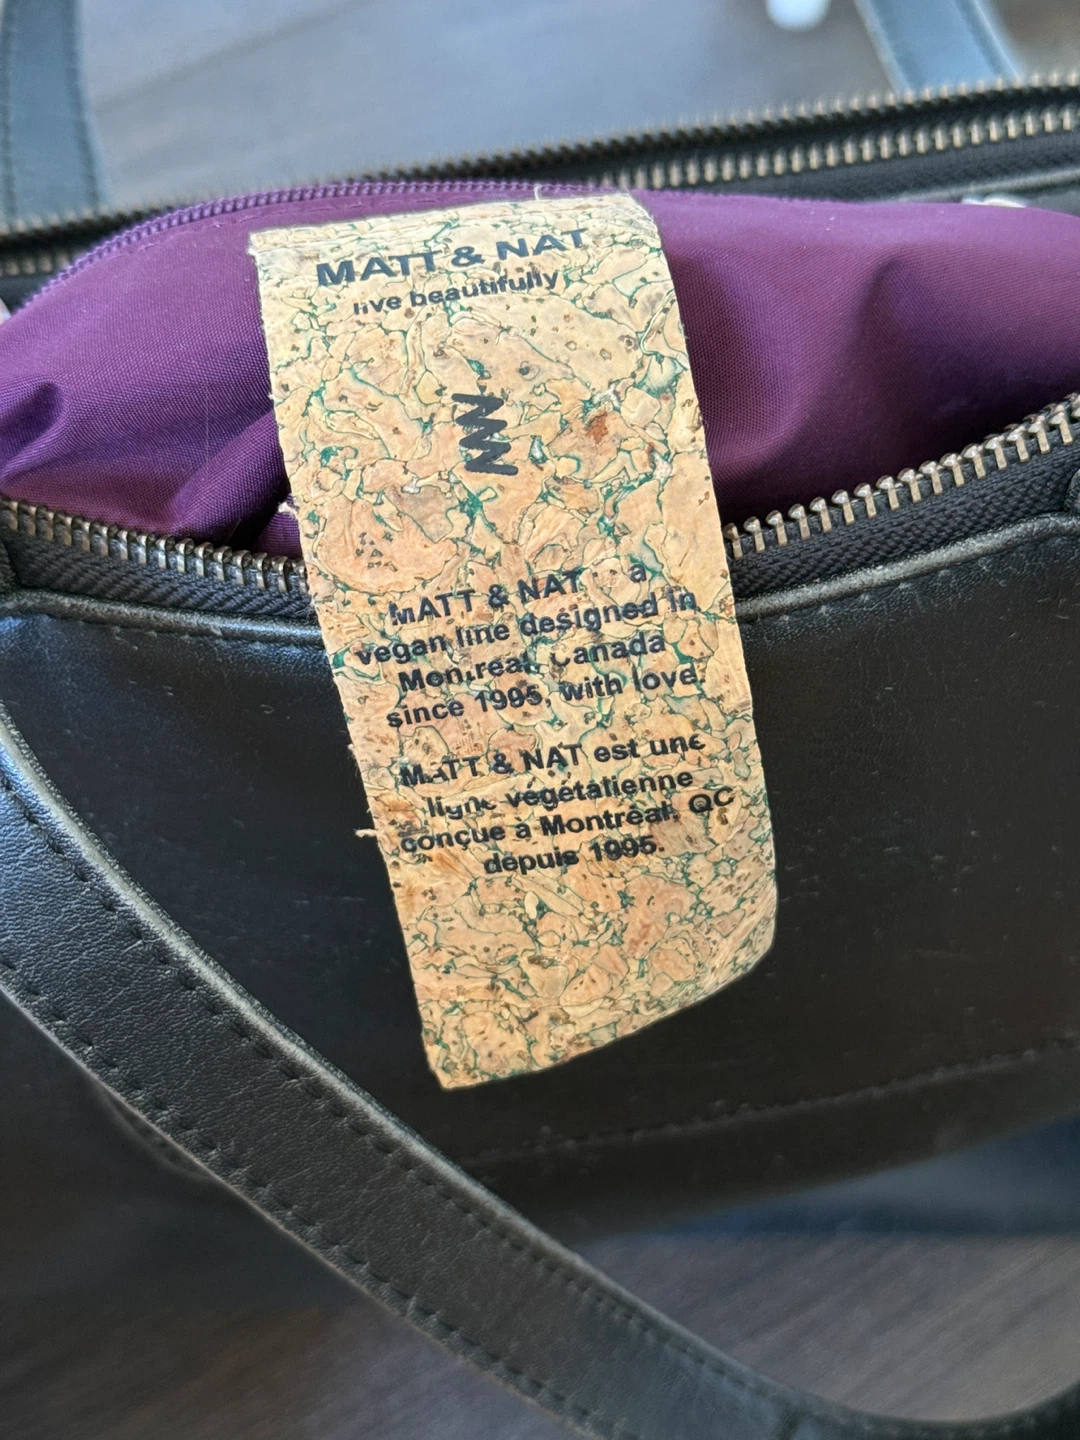 MATT & NAT
live beautifully
MATT & NAT a
vegan line designed in
Montreal, Canada
since 1995, with love.
MATT & NAT est une
ligne végétalienne
conçue à Montréal, QC
depuis 1995.